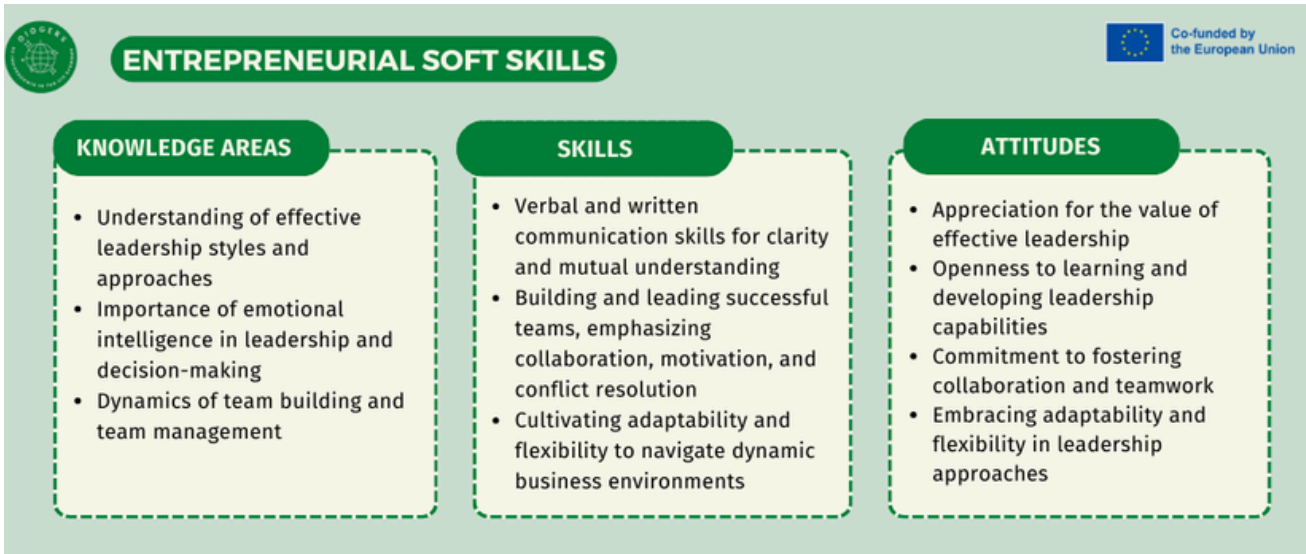 DIOGENE
ENTREPRENEURIAL SOFT SKILLS
Co-funded by
the European Union
KNOWLEDGE AREAS
• Understanding of effective
leadership styles and
approaches
• Importance of emotional
intelligence in leadership and
decision-making
• Dynamics of team building and
team management
SKILLS
• Verbal and written
communication skills for clarity
and mutual understanding
• Building and leading successful
teams, emphasizing
collaboration, motivation, and
conflict resolution
• Cultivating adaptability and
flexibility to navigate dynamic
business environments
ATTITUDES
• Appreciation for the value of
effective leadership
• Openness to learning and
developing leadership
capabilities
• Commitment to fostering
collaboration and teamwork
• Embracing adaptability and
flexibility in leadership
approaches